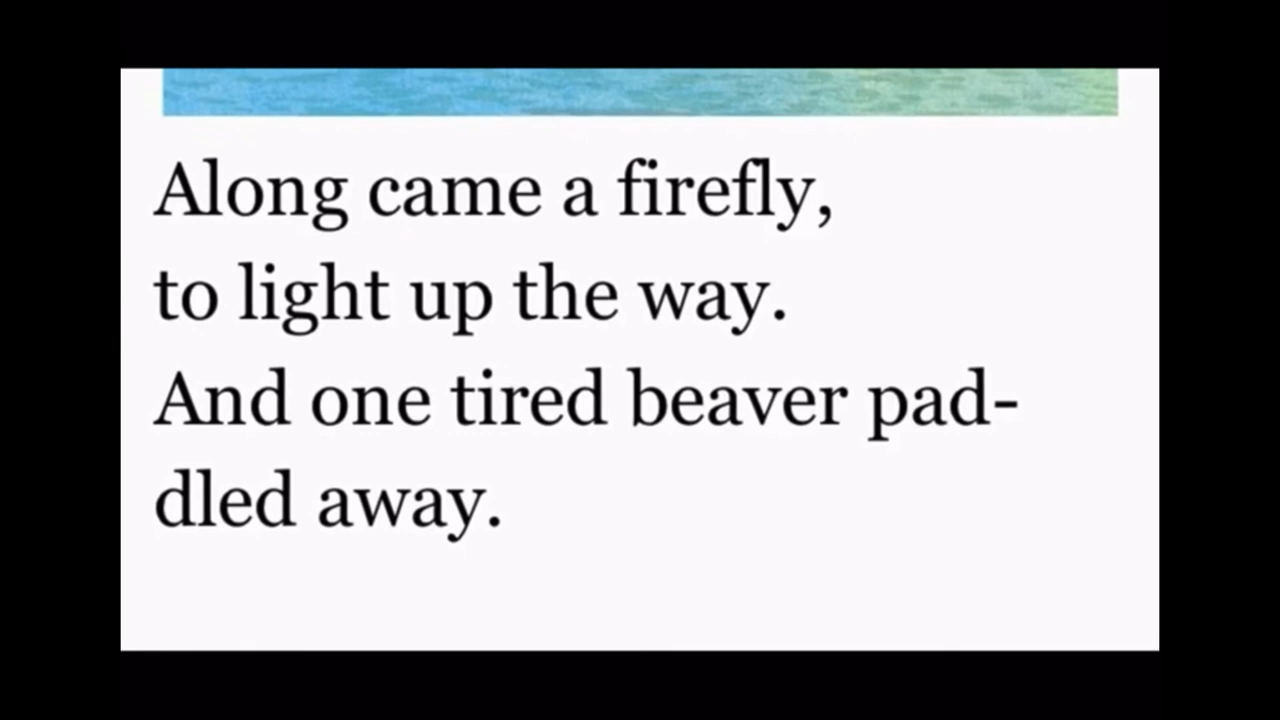 Along came a firefly,
to light up the way.
And one tired beaver pad-
dled away.